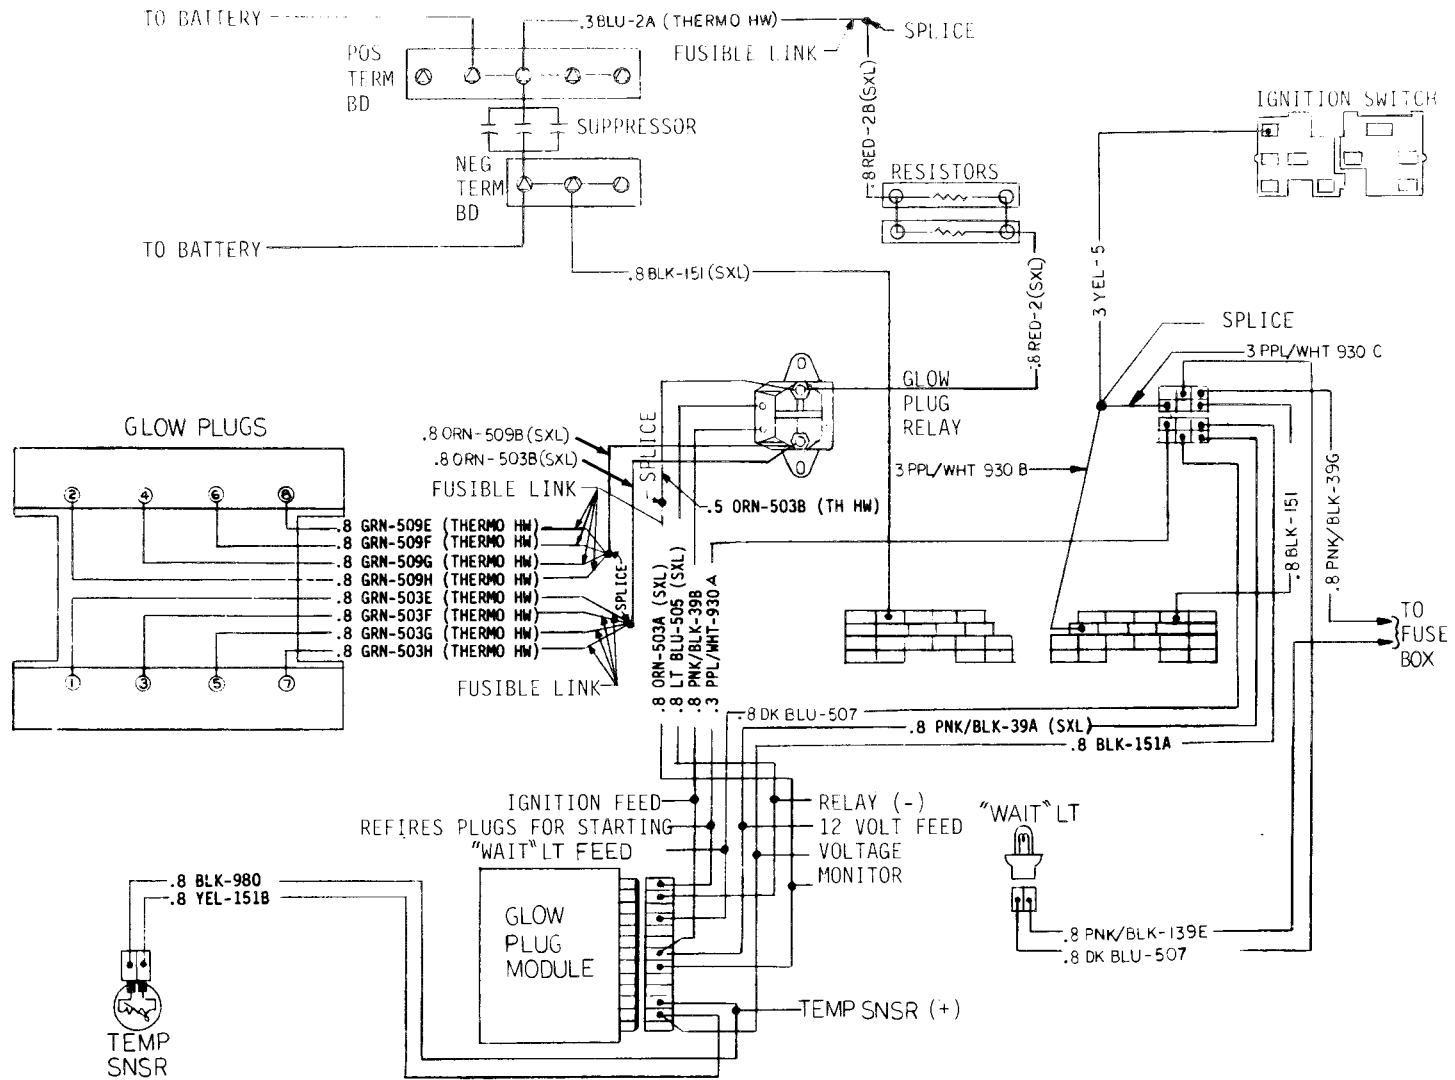 TO BATTERY
.3BLU-2A (THERMO HW)
SPLICE
FUSIBLE LINK
POS
TERM
BD
SUPPRESSOR
NEG
TERM
BD
TO BATTERY
.8 BLK-151(SXL)
.8 RED-2B(SXL)
RESISTORS
.8 RED-2(SXL)
IGNITION SWITCH
3 YEL-5
SPLICE
3 PPL/WHT 930 C
GLOW
PLUG
RELAY
3 PPL/WHT 930 B
GLOW PLUGS
.8 ORN-509B(SXL)
.8 ORN-503B(SXL)
FUSIBLE LINK
SPLICE
.5 ORN-503B (TH HW)
2
4
6
8
.8 GRN-509E (THERMO HW)
.8 GRN-509F (THERMO HW)
.8 GRN-509G (THERMO HW)
.8 GRN-509H (THERMO HW)
.8 GRN-503E (THERMO HW)
.8 GRN-503F (THERMO HW)
.8 GRN-503G (THERMO HW)
.8 GRN-503H (THERMO HW)
SPLICE
1
3
5
7
FUSIBLE LINK
.8 ORN-503A (SXL)
.8 LT BLU-505 (SXL)
.8 PNK/BLK-39B
.3 PPL/WHT-930 A
.8 BLK-151
.8 PNK/BLK-39G
TO
FUSE
BOX
.8 DK BLU-507
.8 PNK/BLK-39A (SXL)
.8 BLK-151A
IGNITION FEED
REFIRES PLUGS FOR STARTING
"WAIT" LT FEED
RELAY (-)
12 VOLT FEED
VOLTAGE
MONITOR
"WAIT" LT
.8 BLK-980
.8 YEL-151B
GLOW
PLUG
MODULE
.8 PNK/BLK-139E
.8 DK BLU-507
TEMP SNSR (+)
TEMP
SNSR